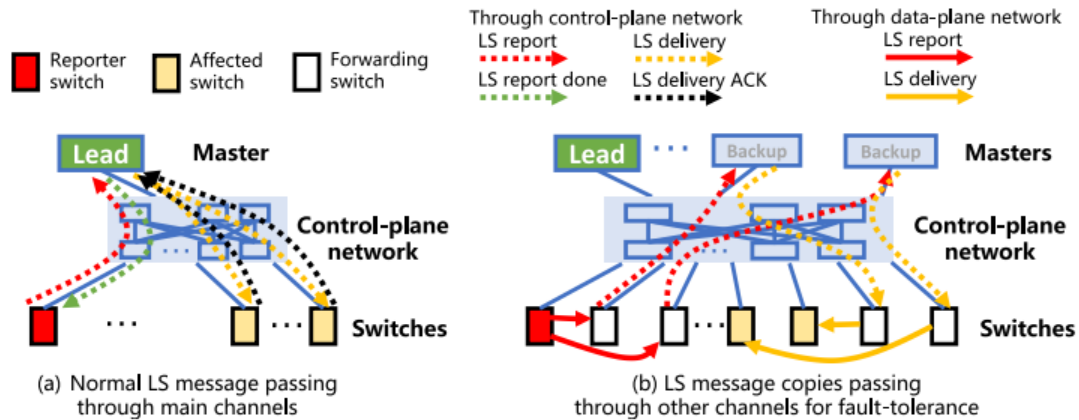 Through control-plane network
Through data-plane network
LS report
LS delivery
LS report
LS report done
LS delivery ACK
LS delivery
Reporter
switch
Affected
switch
Forwarding
switch
Lead
Master
Control-plane
network
...
...
...
Switches
(a) Normal LS message passing
through main channels
Lead
...
Backup
Backup
Masters
Control-plane
network
...
...
Switches
(b) LS message copies passing
through other channels for fault-tolerance